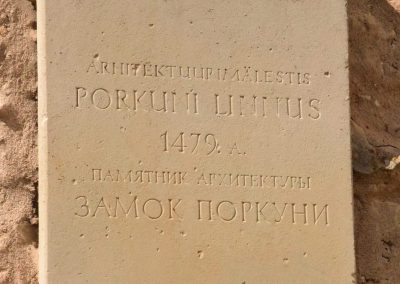 ARHITEKTUURIMÄLESTIS
PORKUNI LINNUS
1479. A.
ПАМЯТНИК АРХИТЕКТУРЫ
ЗАМОК ПОРКУНИ